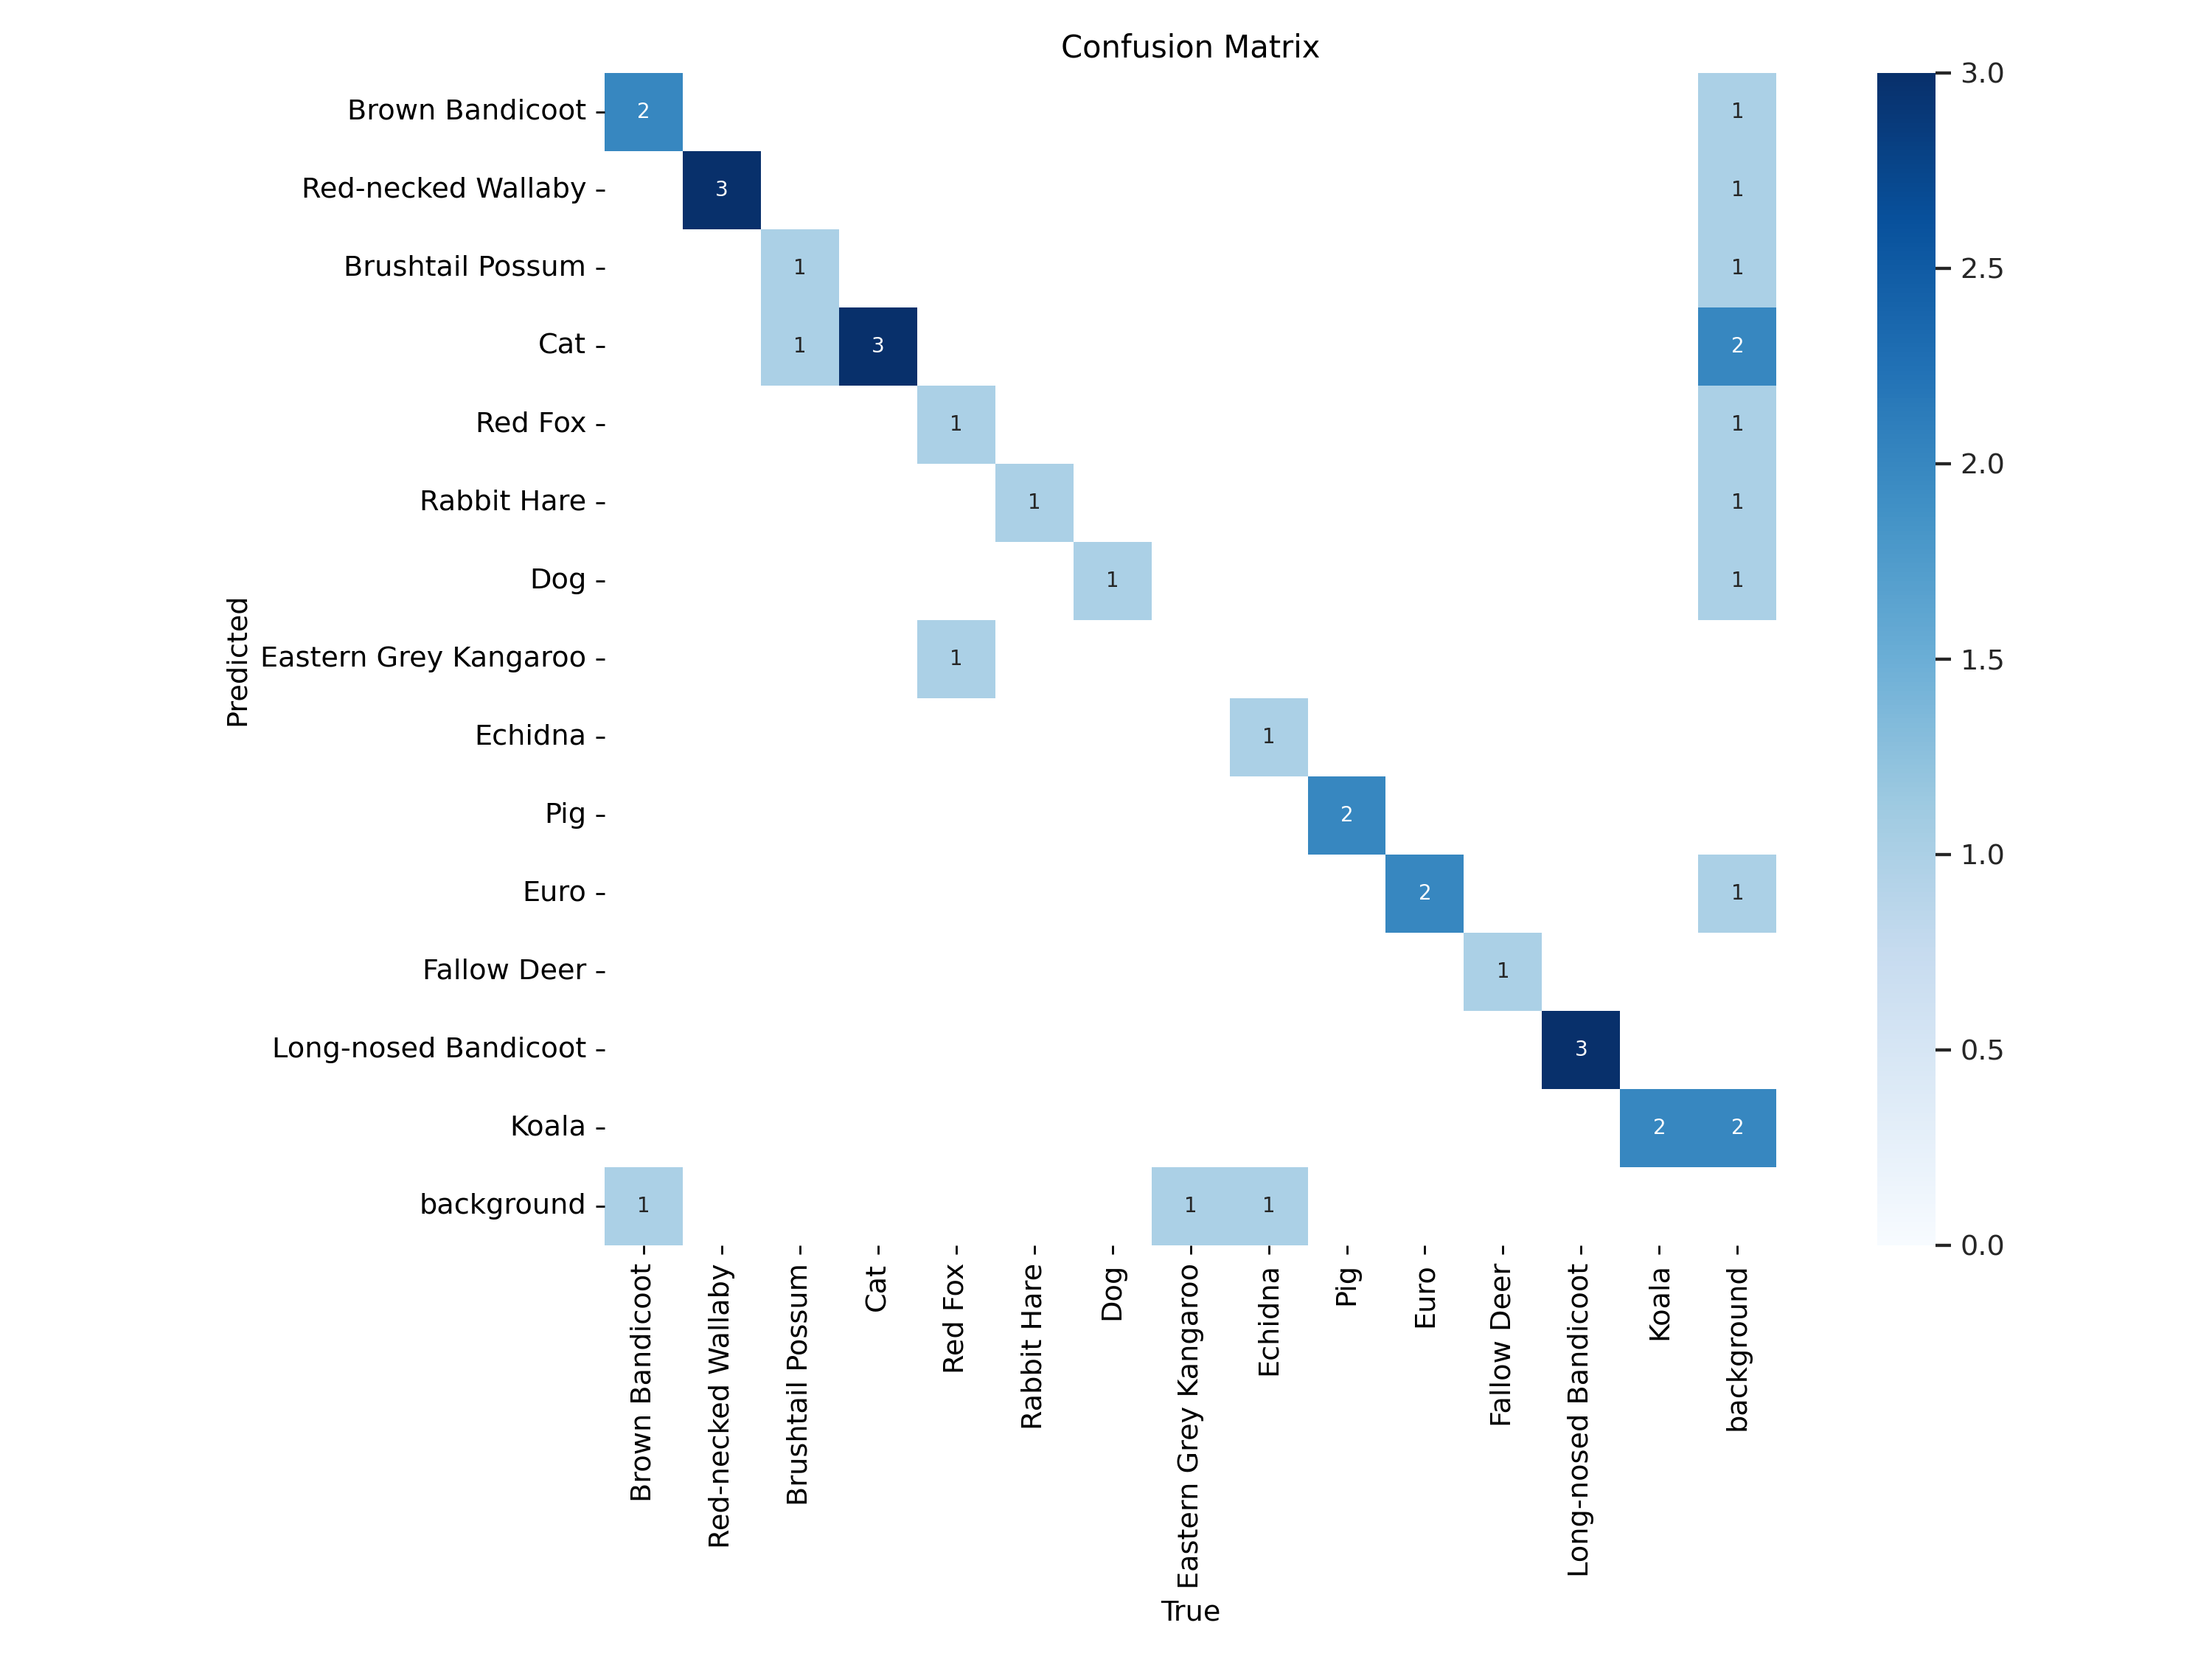 Confusion Matrix
Brown Bandicoot 2 1 3.0
Red-necked Wallaby 3 1
Brushtail Possum 1 1 2.5
Cat 1 3 2
Red Fox 1 1 2.0
Rabbit Hare 1 1
Dog 1 1
Predicted
Eastern Grey Kangaroo 1 1.5
Echidna 1
Pig 2 1.0
Euro 2 1
Fallow Deer 1
Long-nosed Bandicoot 3 0.5
Koala 2 2
background 1 1 1 0.0
Brown Bandicoot
Red-necked Wallaby
Brushtail Possum
Cat
Red Fox
Rabbit Hare
Dog
Eastern Grey Kangaroo
Echidna
Pig
Euro
Fallow Deer
Long-nosed Bandicoot
Koala
background
True